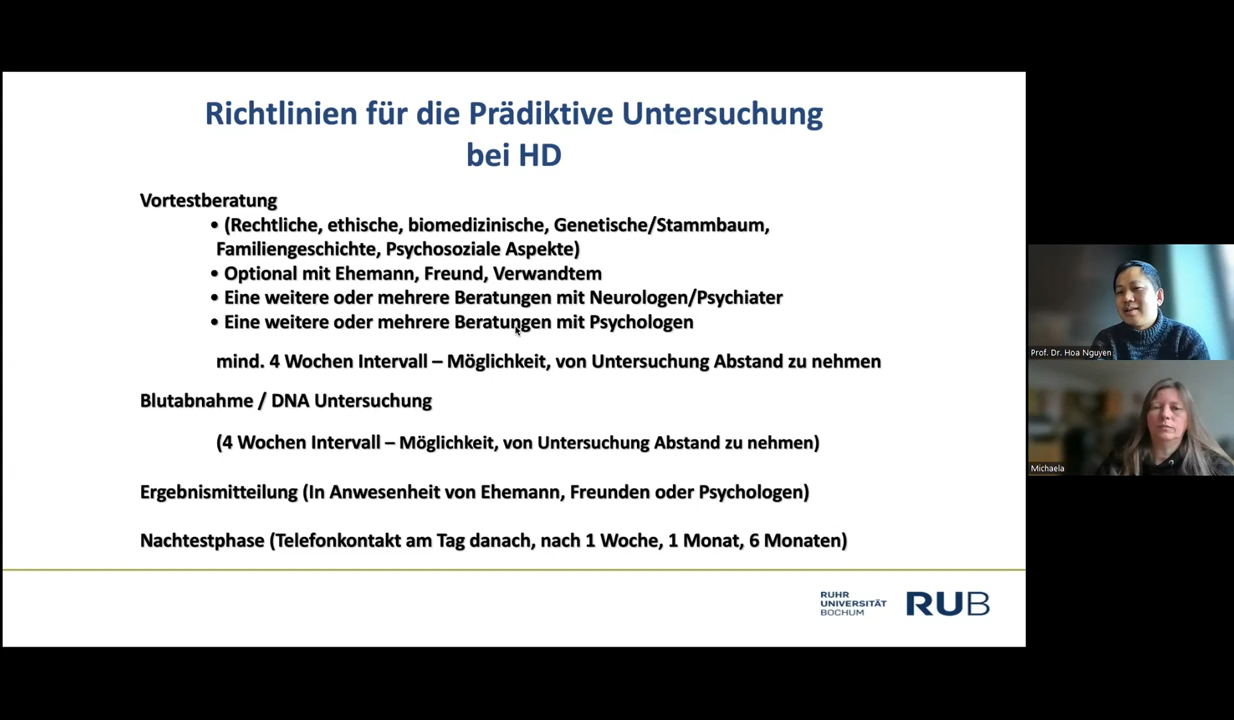 Richtlinien für die Prädiktive Untersuchung
bei HD
Vortestberatung
• (Rechtliche, ethische, biomedizinische, Genetische/Stammbaum,
Familiengeschichte, Psychosoziale Aspekte)
• Optional mit Ehemann, Freund, Verwandtem
• Eine weitere oder mehrere Beratungen mit Neurologen/Psychiater
• Eine weitere oder mehrere Beratungen mit Psychologen
mind. 4 Wochen Intervall – Möglichkeit, von Untersuchung Abstand zu nehmen
Blutabnahme / DNA Untersuchung
(4 Wochen Intervall – Möglichkeit, von Untersuchung Abstand zu nehmen)
Ergebnismitteilung (In Anwesenheit von Ehemann, Freunden oder Psychologen)
Nachtestphase (Telefonkontakt am Tag danach, nach 1 Woche, 1 Monat, 6 Monaten)
RUHR
UNIVERSITÄT
BOCHUM
RUB
Prof. Dr. Hoa Nguyen
Michaela